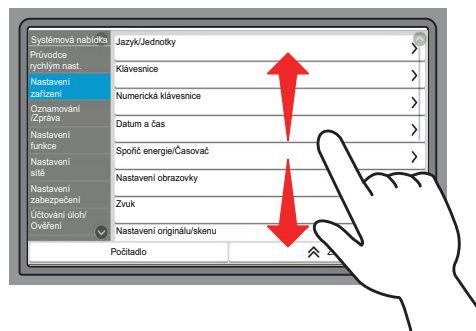 Systémová nabídka
Průvodce
rychlým nast.
Nastavení
zařízení
Oznamování
/Zpráva
Nastavení
funkce
Nastavení
sítě
Nastavení
zabezpečení
Účtování úloh/
Ověření
Jazyk/Jednotky
Klávesnice
Numerická klávesnice
Datum a čas
Spořič energie/Časovač
Nastavení obrazovky
Zvuk
Nastavení originálu/skenu
Počitadlo